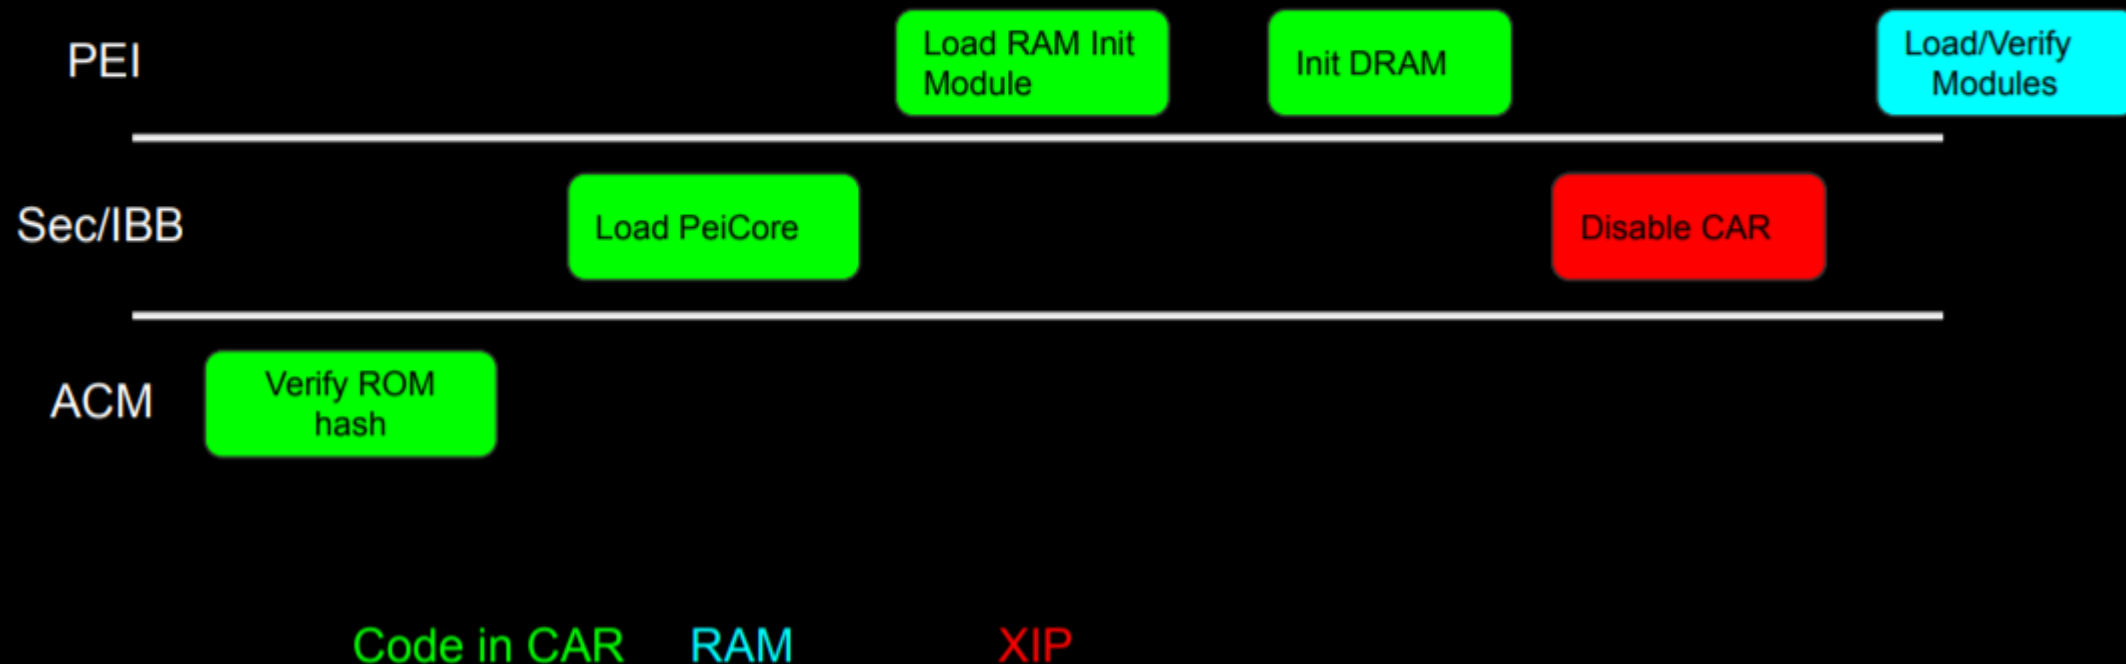 PEI
Load RAM Init
Module
Init DRAM
Load/Verify
Modules
Sec/IBB
Load PeiCore
Disable CAR
ACM
Verify ROM
hash
Code in CAR
RAM
XIP